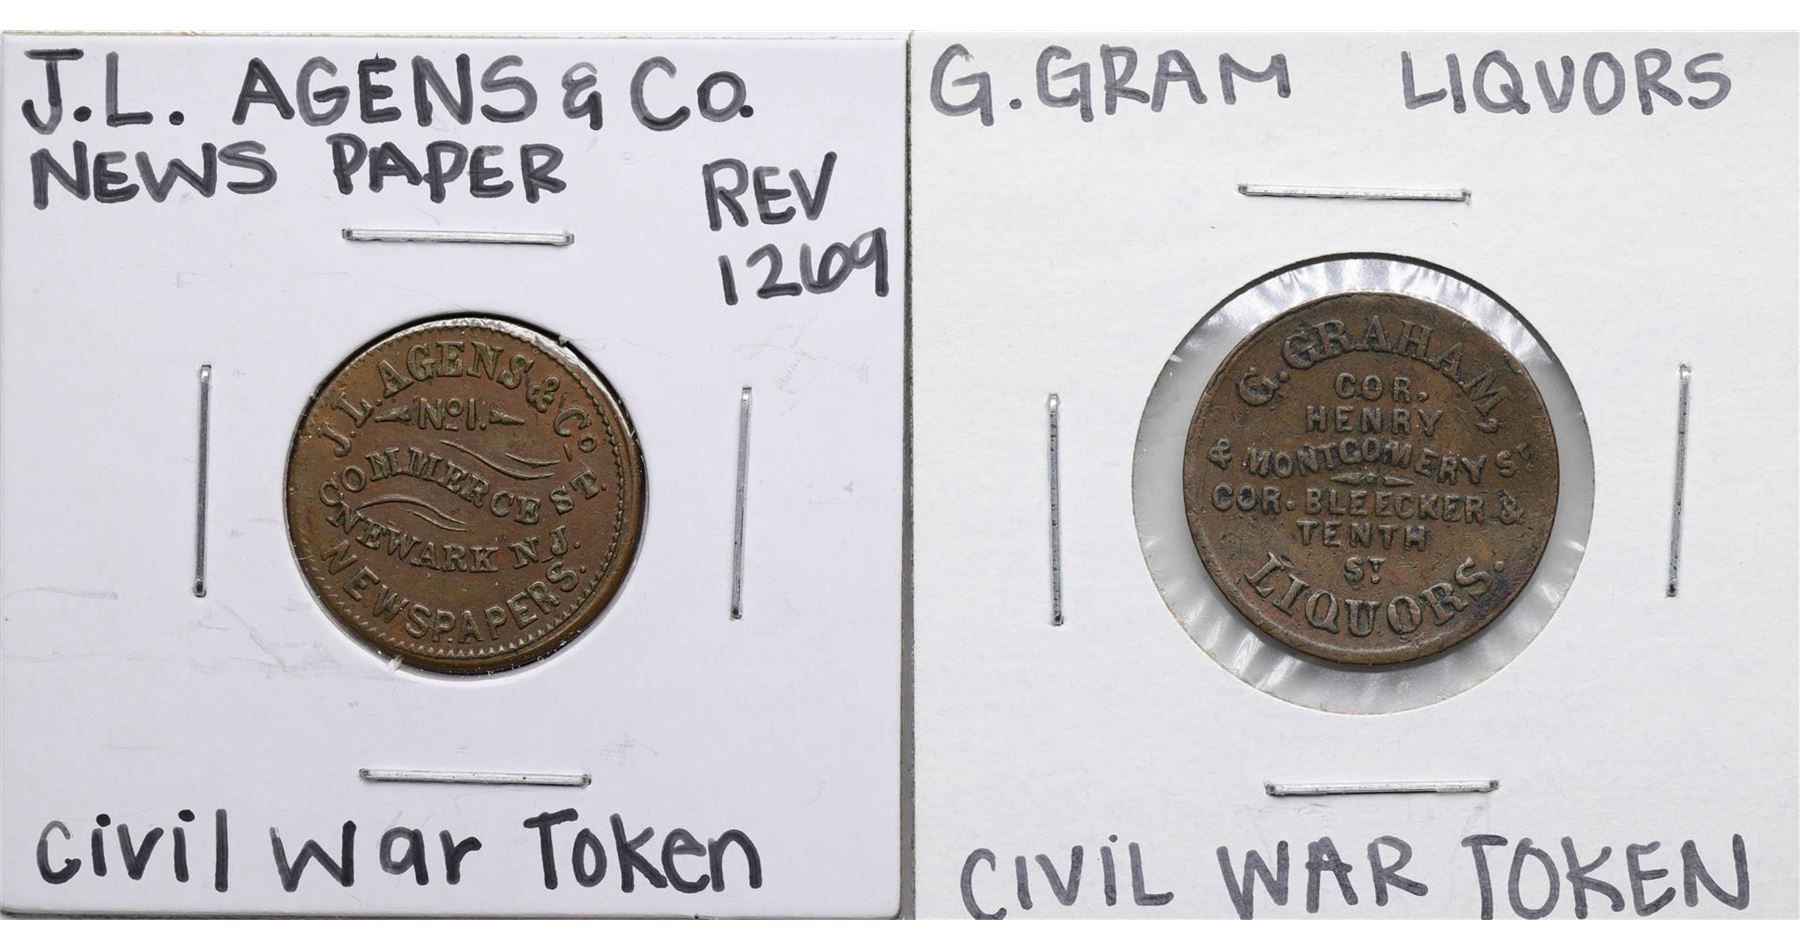 J.L. AGENS & Co.
NEWS PAPER
REV
1269
J. L. AGENS & Co
No 1.
COMMERCE ST.
NEWARK N J.
NEWSPAPERS.
Civil War Token
G. GRAM LIQUORS
G. GRAHAM,
COR.
HENRY
& MONTGOMERY ST
COR. BLEECKER &
TENTH
ST
LIQUORS.
CIVIL WAR TOKEN